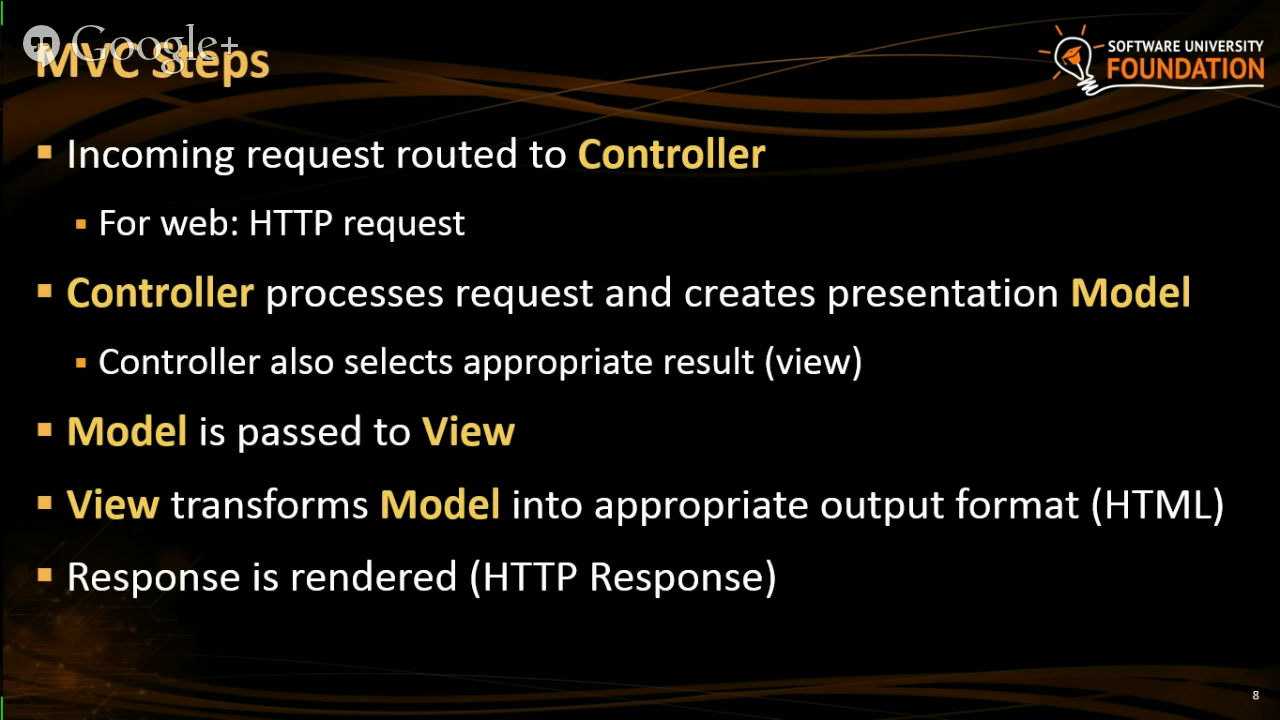 Google+
MVC Steps
SOFTWARE UNIVERSITY
FOUNDATION
Incoming request routed to Controller
For web: HTTP request
Controller processes request and creates presentation Model
Controller also selects appropriate result (view)
Model is passed to View
View transforms Model into appropriate output format (HTML)
Response is rendered (HTTP Response)
8